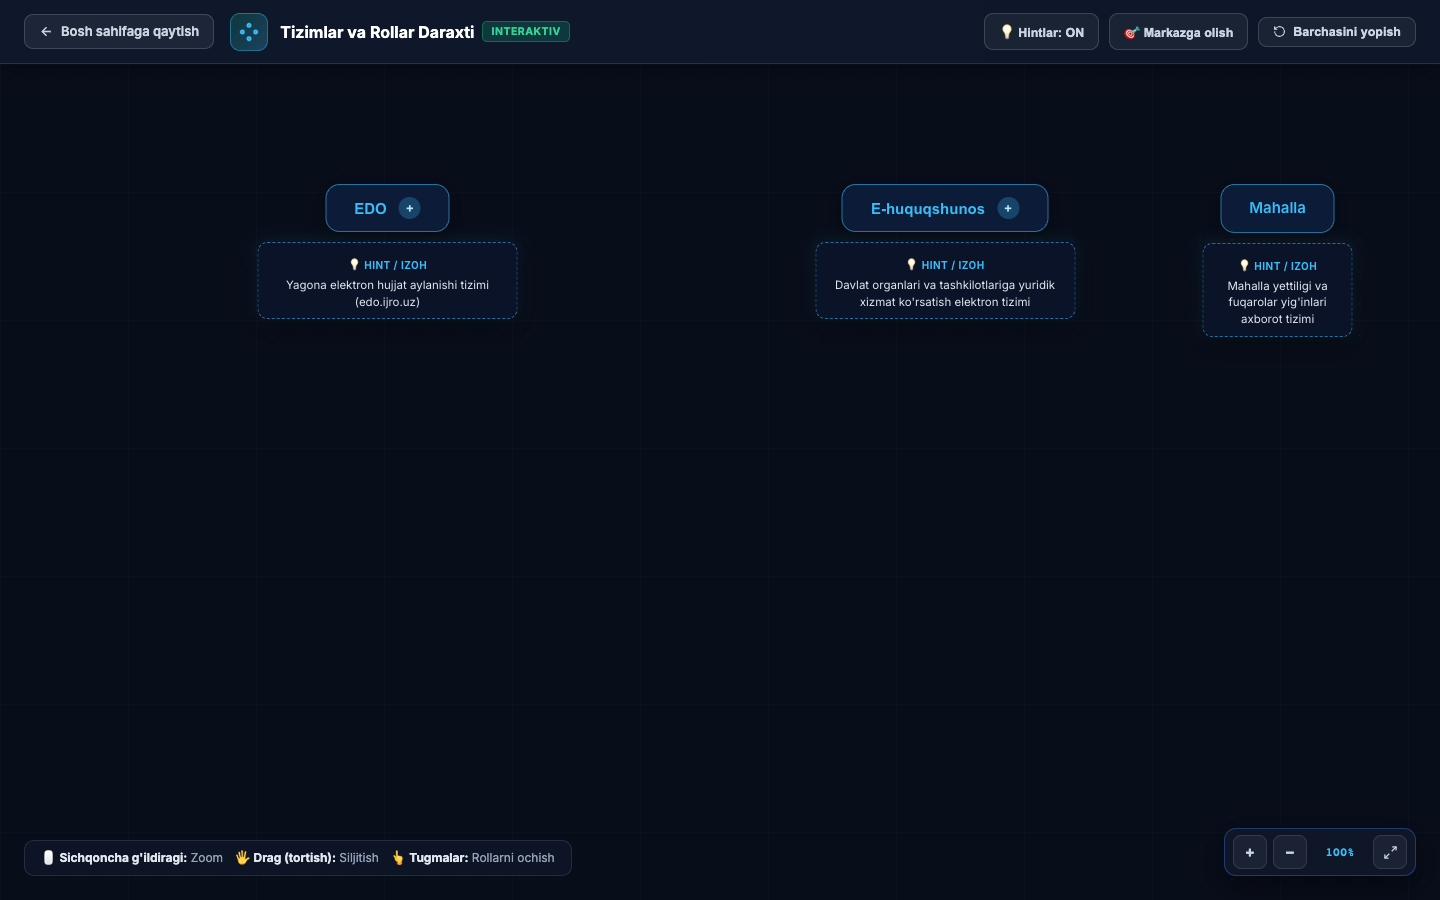 Bosh sahifaga qaytish
Tizimlar va Rollar Daraxti
INTERAKTIV
Hintlar: ON
Markazga olish
Barchasini yopish
EDO +
HINT / IZOH
Yagona elektron hujjat aylanishi tizimi
(edo.ijro.uz)
E-huquqshunos +
HINT / IZOH
Davlat organlari va tashkilotlariga yuridik
xizmat ko'rsatish elektron tizimi
Mahalla
HINT / IZOH
Mahalla yettiligi va
fuqarolar yig'inlari
axborot tizimi
Sichqoncha g'ildiragi: Zoom Drag (tortish): Siljitish Tugmalar: Rollarni ochish
+ − 100%